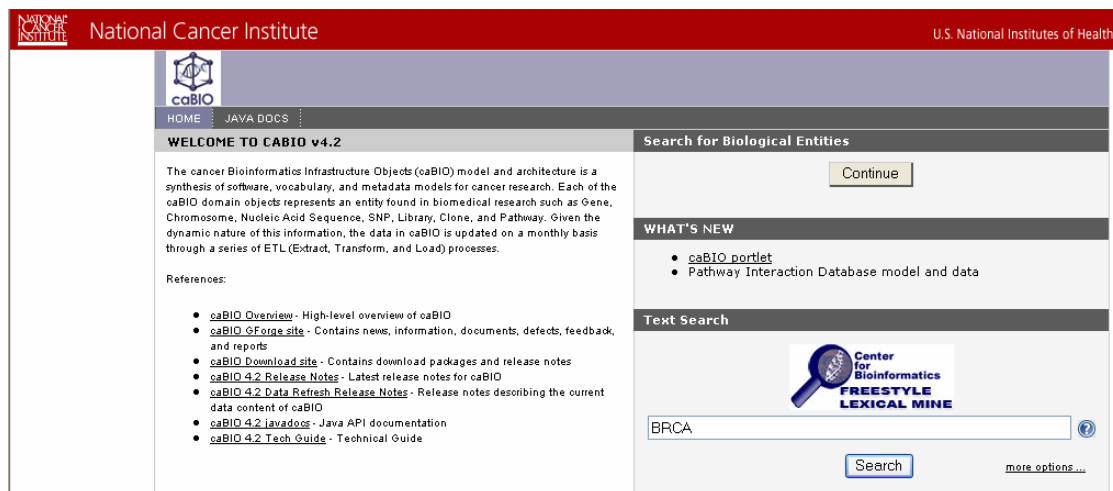 NATIONAL
CANCER
INSTITUTE
National Cancer Institute
U.S. National Institutes of Health
caBIO
HOME
JAVA DOCS
WELCOME TO CABIO v4.2
The cancer Bioinformatics Infrastructure Objects (caBIO) model and architecture is a
synthesis of software, vocabulary, and metadata models for cancer research. Each of the
caBIO domain objects represents an entity found in biomedical research such as Gene,
Chromosome, Nucleic Acid Sequence, SNP, Library, Clone, and Pathway. Given the
dynamic nature of this information, the data in caBIO is updated on a monthly basis
through a series of ETL (Extract, Transform, and Load) processes.
References:
caBIO Overview - High-level overview of caBIO
caBIO GForge site - Contains news, information, documents, defects, feedback,
and reports
caBIO Download site - Contains download packages and release notes
caBIO 4.2 Release Notes - Latest release notes for caBIO
caBIO 4.2 Data Refresh Release Notes - Release notes describing the current
data content of caBIO
caBIO 4.2 javadocs - Java API documentation
caBIO 4.2 Tech Guide - Technical Guide
Search for Biological Entities
Continue
WHAT'S NEW
caBIO portlet
Pathway Interaction Database model and data
Text Search
Center
for
Bioinformatics
FREESTYLE
LEXICAL MINE
BRCA
?
Search
more options ...